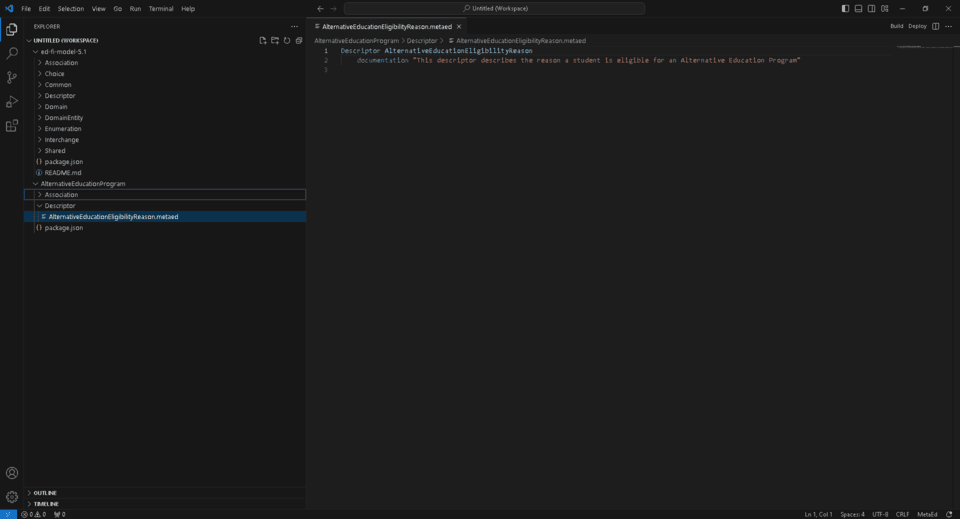 File Edit Selection View Go Run Terminal Help
Untitled (Workspace)
EXPLORER
UNTITLED (WORKSPACE)
ed-fi-model-5.1
Association
Choice
Common
Descriptor
Domain
DomainEntity
Enumeration
Interchange
Shared
{} package.json
README.md
AlternativeEducationProgram
Association
Descriptor
AlternativeEducationEligibilityReason.metaed
{} package.json
OUTLINE
TIMELINE
AlternativeEducationEligibilityReason.metaed
Build Deploy
AlternativeEducationProgram > Descriptor > AlternativeEducationEligibilityReason.metaed
1 Descriptor AlternativeEducationEligibilityReason
2 documentation "This descriptor describes the reason a student is eligible for an Alternative Education Program"
3
0 0 0 Ln 1, Col 1 Spaces: 4 UTF-8 CRLF MetaEd